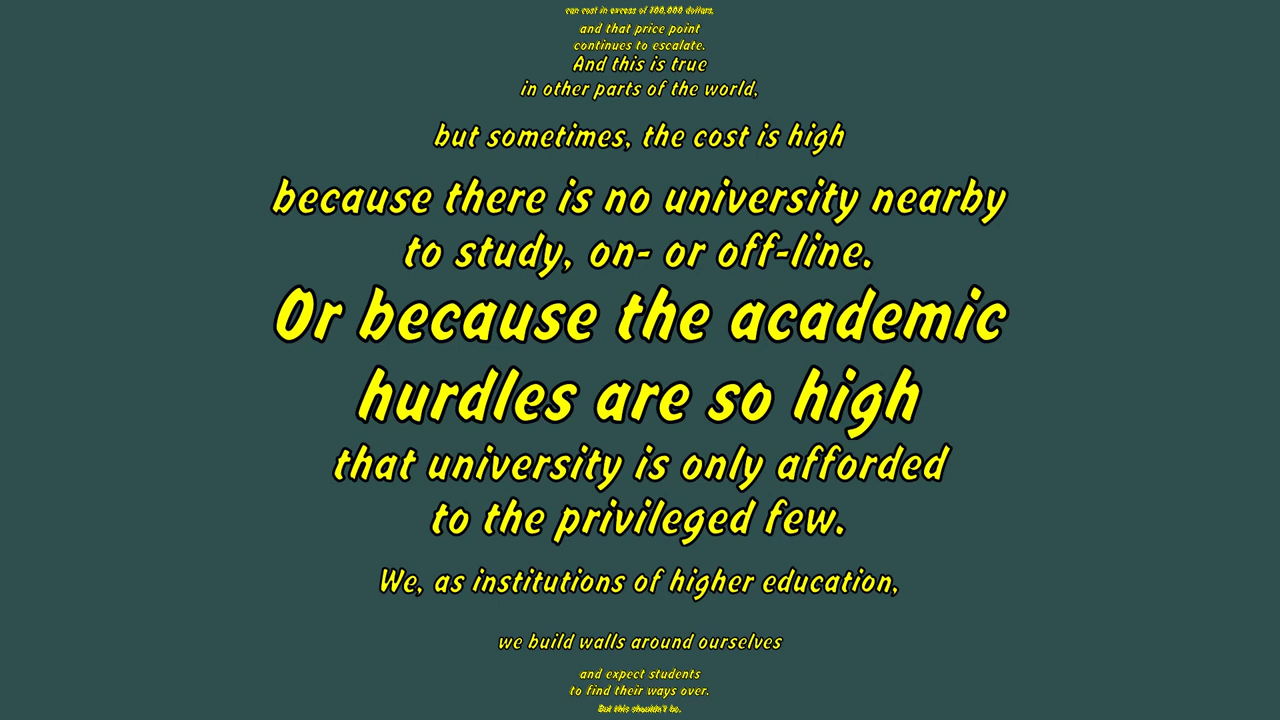 can cost in excess of 100,000 dollars,
and that price point
continues to escalate.
And this is true
in other parts of the world,
but sometimes, the cost is high
because there is no university nearby
to study, on- or off-line.
Or because the academic
hurdles are so high
that university is only afforded
to the privileged few.
We, as institutions of higher education,
we build walls around ourselves
and expect students
to find their ways over.
But this shouldn't be.